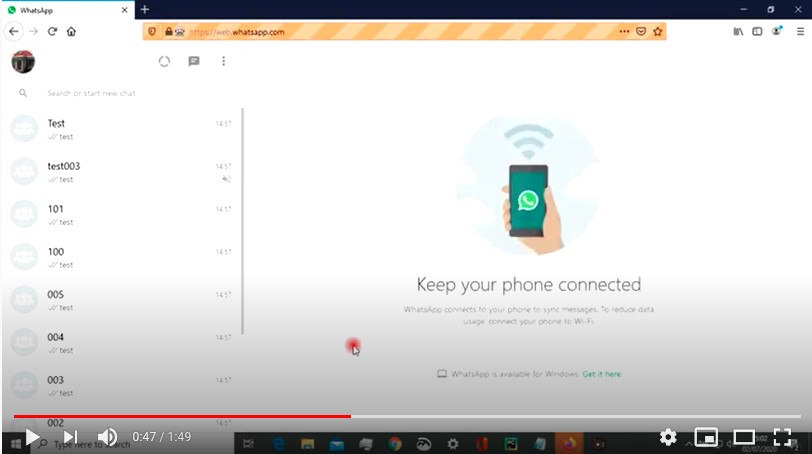 WhatsApp
https://web.whatsapp.com
Search or start new chat
Test
14:57
test
test003
14:57
test
101
14:57
test
100
14:57
test
005
14:57
test
004
14:57
test
003
14:57
test
002
Keep your phone connected
WhatsApp connects to your phone to sync messages. To reduce data
usage, connect your phone to Wi-Fi.
WhatsApp is available for Windows. Get it here.
0:47 / 1:49
Type here to search
02/07/2020